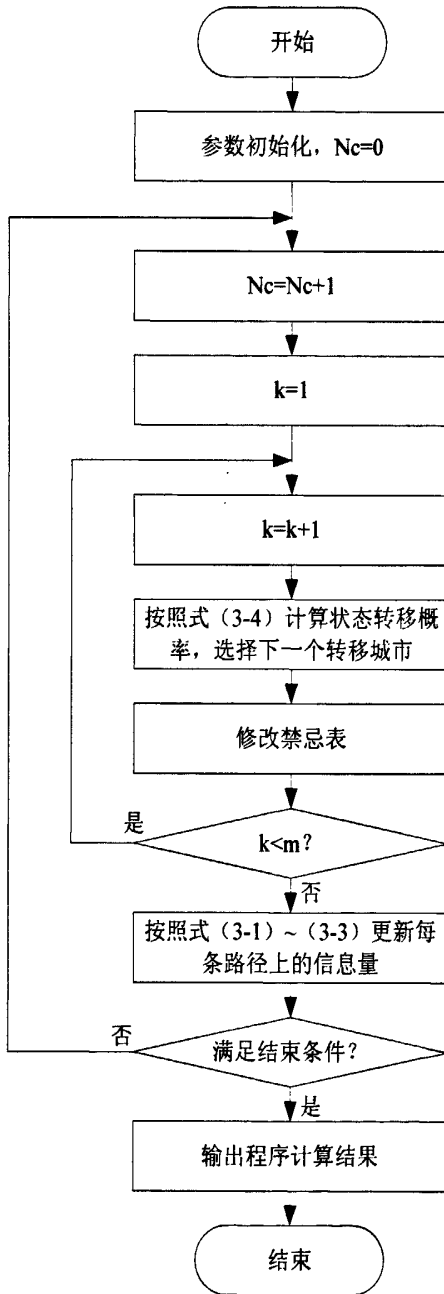 开始
参数初始化，Nc=0
Nc=Nc+1
k=1
k=k+1
按照式（3-4）计算状态转移概
率，选择下一个转移城市
修改禁忌表
是
k<m？
否
按照式（3-1）~（3-3）更新每
条路径上的信息量
否
满足结束条件？
是
输出程序计算结果
结束